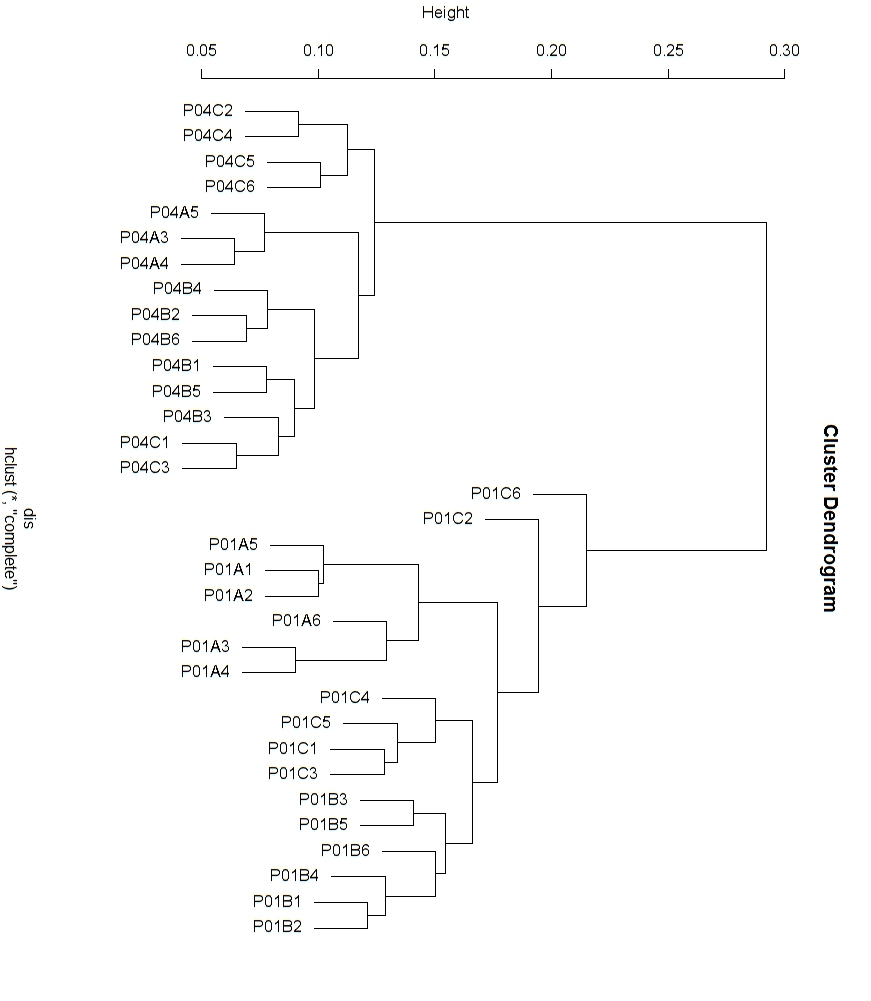 Height
0.05 0.10 0.15 0.20 0.25 0.30
P04C2
P04C4
P04C5
P04C6
P04A5
P04A3
P04A4
P04B4
P04B2
P04B6
P04B1
P04B5
P04B3
P04C1
P04C3
P01C6
P01C2
P01A5
P01A1
P01A2
P01A6
P01A3
P01A4
P01C4
P01C5
P01C1
P01C3
P01B3
P01B5
P01B6
P01B4
P01B1
P01B2
Cluster Dendrogram
dis
hclust (*, "complete")